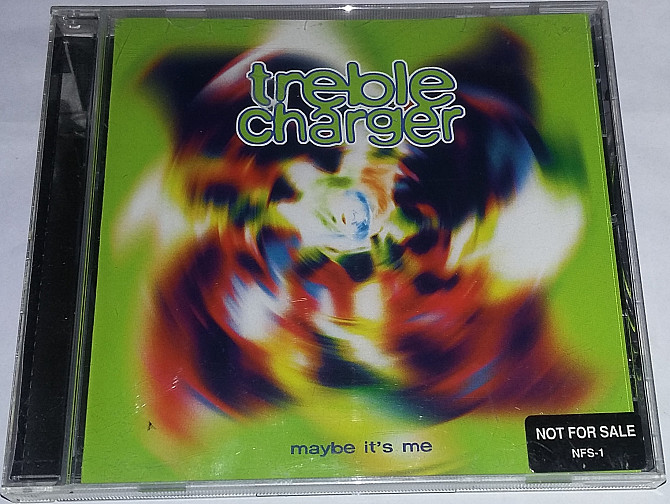 treble
charger
maybe it's me
NOT FOR SALE
NFS-1